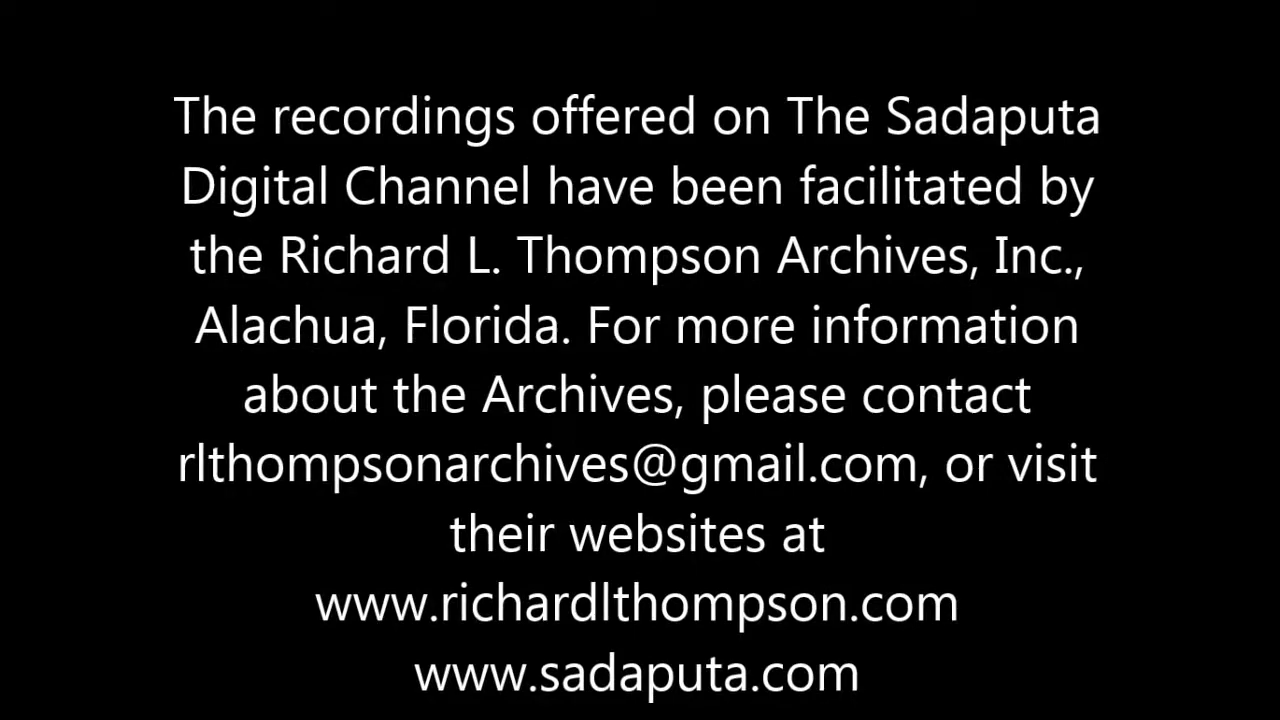 The recordings offered on The Sadaputa
Digital Channel have been facilitated by
the Richard L. Thompson Archives, Inc.,
Alachua, Florida. For more information
about the Archives, please contact
rlthompsonarchives@gmail.com, or visit
their websites at
www.richardlthompson.com
www.sadaputa.com